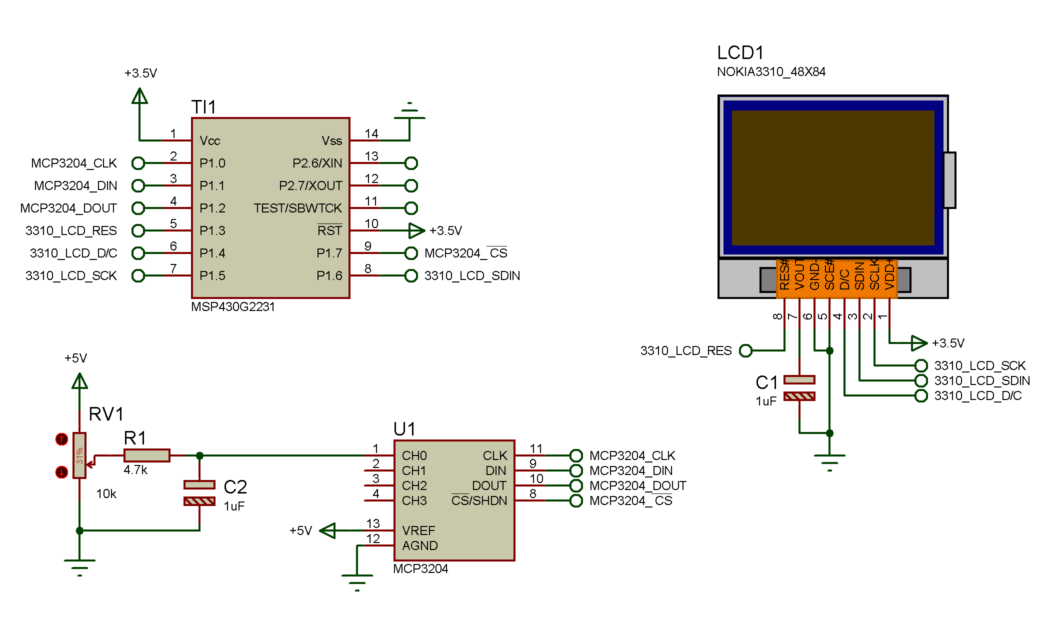 LCD1
NOKIA3310_48X84
+3.5V
TI1
1 Vcc Vss 14
MCP3204_CLK 2 P1.0 P2.6/XIN 13
MCP3204_DIN 3 P1.1 P2.7/XOUT 12
MCP3204_DOUT 4 P1.2 TEST/SBWTCK 11
3310_LCD_RES 5 P1.3 RST 10 +3.5V
3310_LCD_D/C 6 P1.4 P1.7 9 MCP3204_CS
3310_LCD_SCK 7 P1.5 P1.6 8 3310_LCD_SDIN
MSP430G2231
RES# VOUT GND- SCE# D/C SDIN SCLK VDD+
8 7 6 5 4 3 2 1
+3.5V
3310_LCD_RES
3310_LCD_SCK
3310_LCD_SDIN
3310_LCD_D/C
C1
1uF
+5V
RV1
31%
10k
R1
4.7k
C2
1uF
U1
1 CH0 CLK 11 MCP3204_CLK
2 CH1 DIN 9 MCP3204_DIN
3 CH2 DOUT 10 MCP3204_DOUT
4 CH3 CS/SHDN 8 MCP3204_CS
+5V 13 VREF
12 AGND
MCP3204